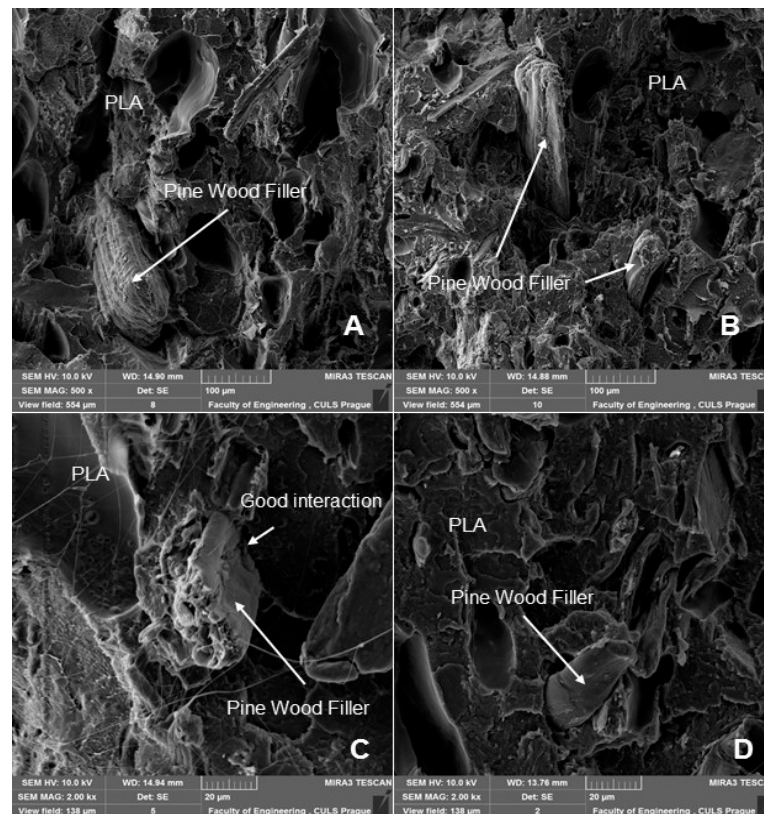 PLA
Pine Wood Filler
A
SEM HV: 10.0 kV WD: 14.90 mm MIRA3 TESCAN
SEM MAG: 500 x Det: SE 100 µm
View field: 554 µm 8 Faculty of Engineering , CULS Prague
PLA
Pine Wood Filler
B
SEM HV: 10.0 kV WD: 14.88 mm MIRA3 TESCAN
SEM MAG: 500 x Det: SE 100 µm
View field: 554 µm 10 Faculty of Engineering , CULS Prague
PLA
Good interaction
Pine Wood Filler
C
SEM HV: 10.0 kV WD: 14.94 mm MIRA3 TESCAN
SEM MAG: 2.00 kx Det: SE 20 µm
View field: 138 µm 5 Faculty of Engineering , CULS Prague
PLA
Pine Wood Filler
D
SEM HV: 10.0 kV WD: 13.76 mm MIRA3 TESCAN
SEM MAG: 2.00 kx Det: SE 20 µm
View field: 138 µm 2 Faculty of Engineering , CULS Prague